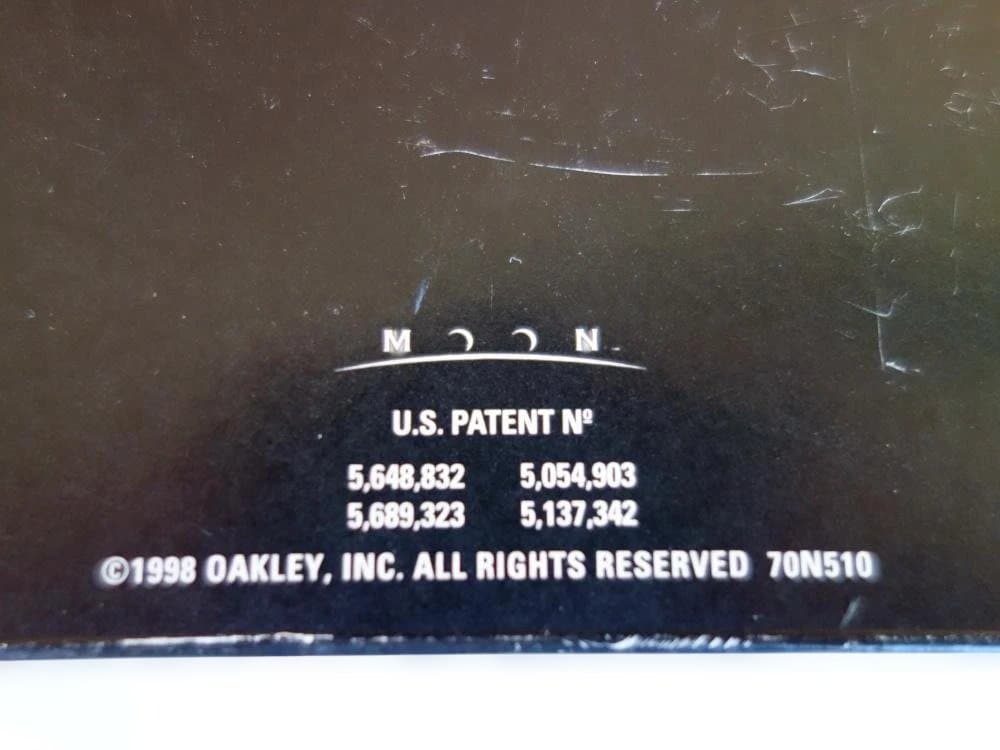 MOON
U.S. PATENT Nº
5,648,832 5,054,903
5,689,323 5,137,342
©1998 OAKLEY, INC. ALL RIGHTS RESERVED 70N510